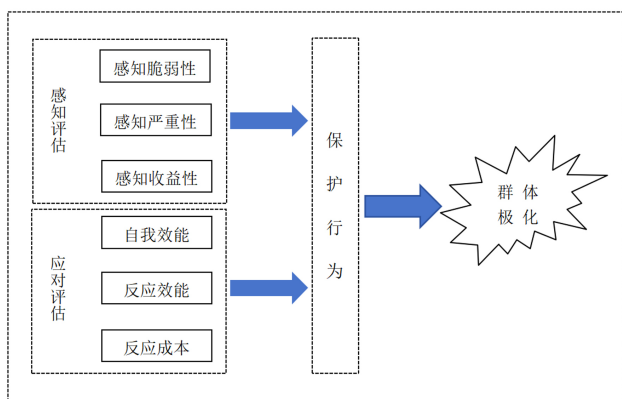 感知评估
感知脆弱性
感知严重性
感知收益性
应对评估
自我效能
反应效能
反应成本
保护行为
群体
极化